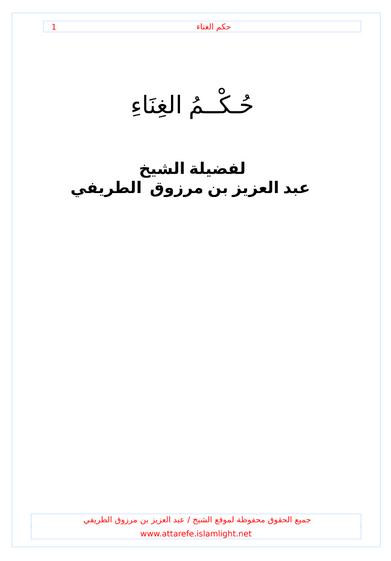 حكم الغناء 1
حُـكْــمُ الغِنَاءِ
لفضيلة الشيخ
عبد العزيز بن مرزوق الطريفي
جميع الحقوق محفوظة لموقع الشيخ / عبد العزيز بن مرزوق الطريفي
www.attarefe.islamlight.net